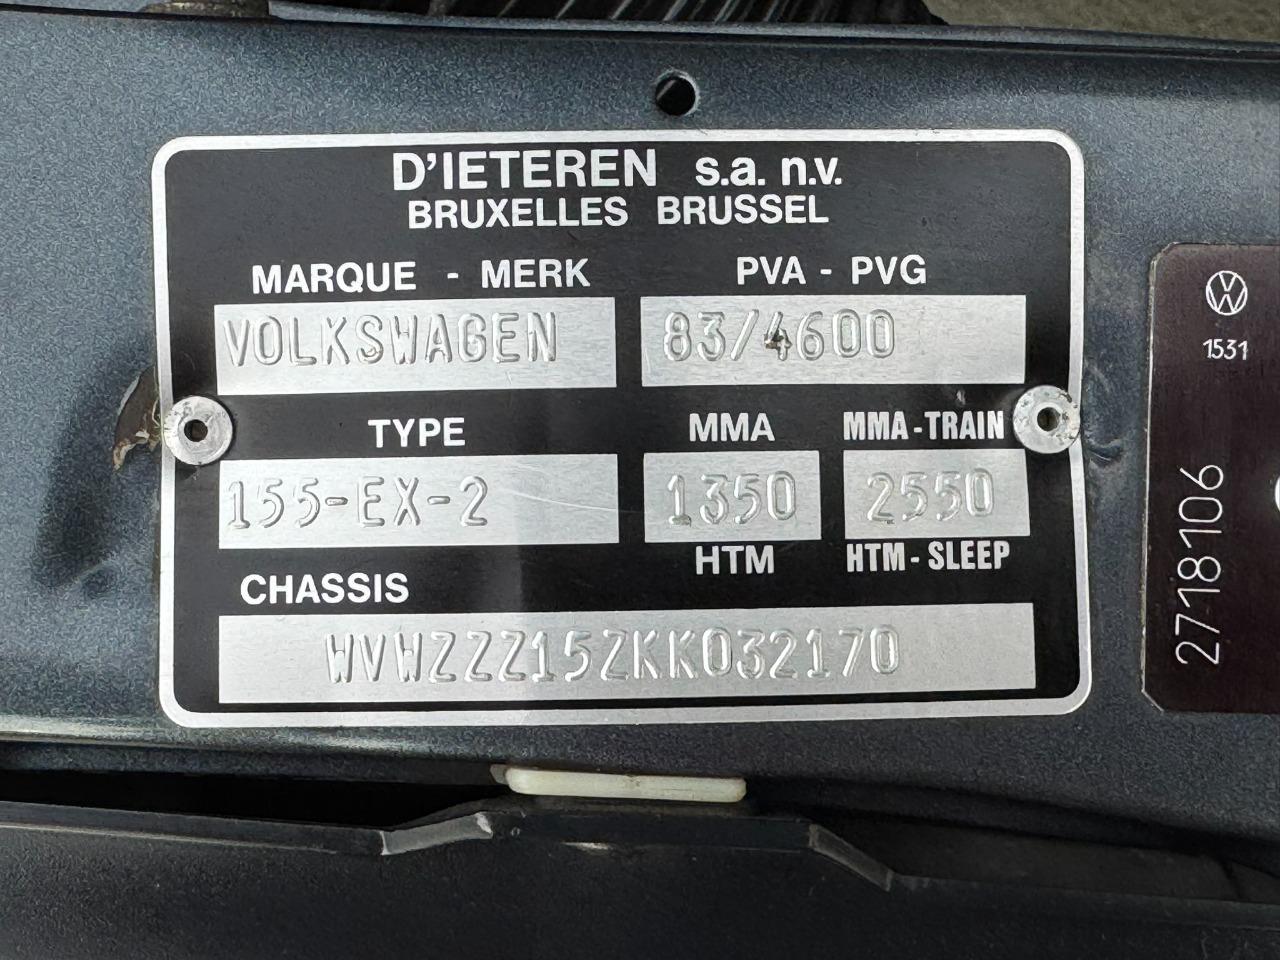 D'IETEREN s.a. n.v.
BRUXELLES BRUSSEL
MARQUE - MERK
PVA - PVG
VOLKSWAGEN
83/4600
TYPE
MMA
MMA-TRAIN
155-EX-2
1350
2550
HTM
HTM-SLEEP
CHASSIS
WVWZZZ15ZKK032170
VW
1531
2718106